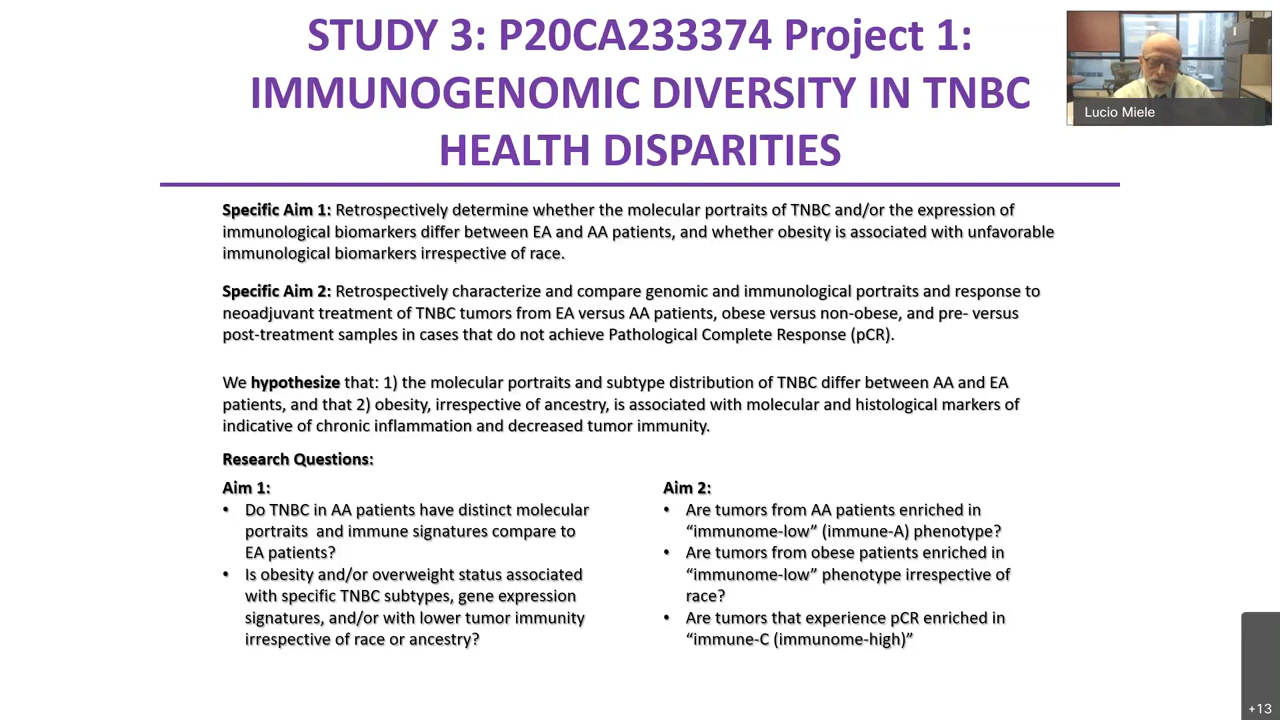 STUDY 3: P20CA233374 Project 1:
IMMUNOGENOMIC DIVERSITY IN TNBC
HEALTH DISPARITIES
Lucio Miele
Specific Aim 1: Retrospectively determine whether the molecular portraits of TNBC and/or the expression of
immunological biomarkers differ between EA and AA patients, and whether obesity is associated with unfavorable
immunological biomarkers irrespective of race.
Specific Aim 2: Retrospectively characterize and compare genomic and immunological portraits and response to
neoadjuvant treatment of TNBC tumors from EA versus AA patients, obese versus non-obese, and pre- versus
post-treatment samples in cases that do not achieve Pathological Complete Response (pCR).
We hypothesize that: 1) the molecular portraits and subtype distribution of TNBC differ between AA and EA
patients, and that 2) obesity, irrespective of ancestry, is associated with molecular and histological markers of
indicative of chronic inflammation and decreased tumor immunity.
Research Questions:
Aim 1:
• Do TNBC in AA patients have distinct molecular
portraits and immune signatures compare to
EA patients?
• Is obesity and/or overweight status associated
with specific TNBC subtypes, gene expression
signatures, and/or with lower tumor immunity
irrespective of race or ancestry?
Aim 2:
• Are tumors from AA patients enriched in
“immunome-low” (immune-A) phenotype?
• Are tumors from obese patients enriched in
“immunome-low” phenotype irrespective of
race?
• Are tumors that experience pCR enriched in
“immune-C (immunome-high)”
+13